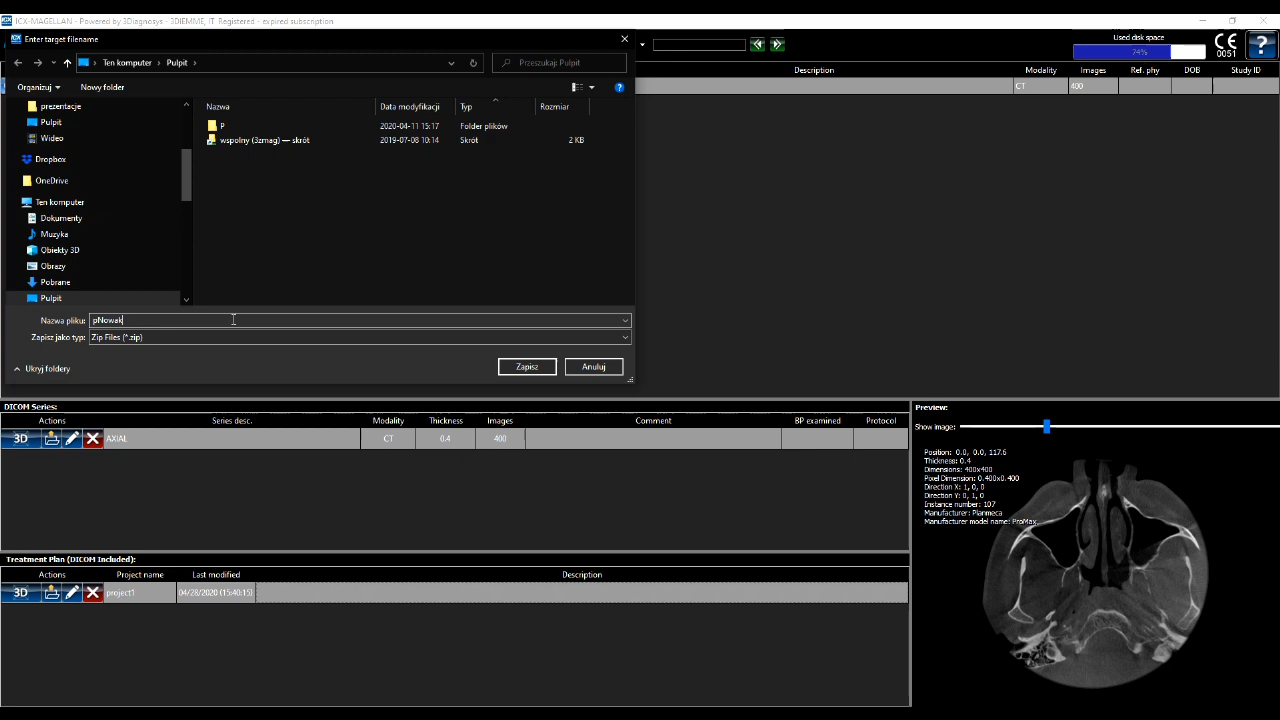 ICX-MAGELLAN - Powered by 3Diagnosys - 3DIEMME, IT Registered - expired subscription
Enter target filename
Used disk space
74%
CE
0051
?
Ten komputer › Pulpit ›
Przeszukaj: Pulpit
Organizuj
Nowy folder
Description Modality Images Ref. phy DOB Study ID
CT 400
prezentacje
Pulpit
Wideo
Dropbox
OneDrive
Ten komputer
Dokumenty
Muzyka
Obiekty 3D
Obrazy
Pobrane
Pulpit
Nazwa Data modyfikacji Typ Rozmiar
P 2020-04-11 15:17 Folder plików
wspolny (3zmag) — skrót 2019-07-08 10:14 Skrót 2 KB
Nazwa pliku: pNowak
Zapisz jako typ: Zip Files (*.zip)
Ukryj foldery
Zapisz
Anuluj
DICOM Series:
Actions Series desc. Modality Thickness Images Comment BP examined Protocol
3D AXIAL CT 0.4 400
Treatment Plan (DICOM Included):
Actions Project name Last modified Description
3D project1 04/28/2020 (15:40:15)
Preview:
Show image:
Position: 0.0, 0.0, 117.6
Thickness: 0.4
Dimensions: 400x400
Pixel Dimension: 0.400x0.400
Direction X: 1, 0, 0
Direction Y: 0, 1, 0
Instance number: 107
Manufacturer: Planmeca
Manufacturer model name: ProMax